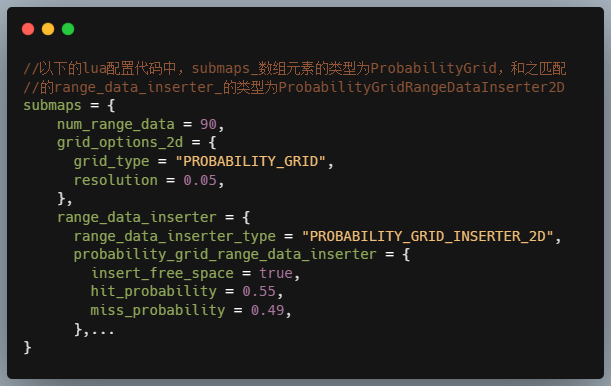 //以下的lua配置代码中，submaps_数组元素的类型为ProbabilityGrid，和之匹配
//的range_data_inserter_的类型为ProbabilityGridRangeDataInserter2D
submaps = {
    num_range_data = 90,
    grid_options_2d = {
      grid_type = "PROBABILITY_GRID",
      resolution = 0.05,
    },
    range_data_inserter = {
      range_data_inserter_type = "PROBABILITY_GRID_INSERTER_2D",
      probability_grid_range_data_inserter = {
        insert_free_space = true,
        hit_probability = 0.55,
        miss_probability = 0.49,
      },...
}